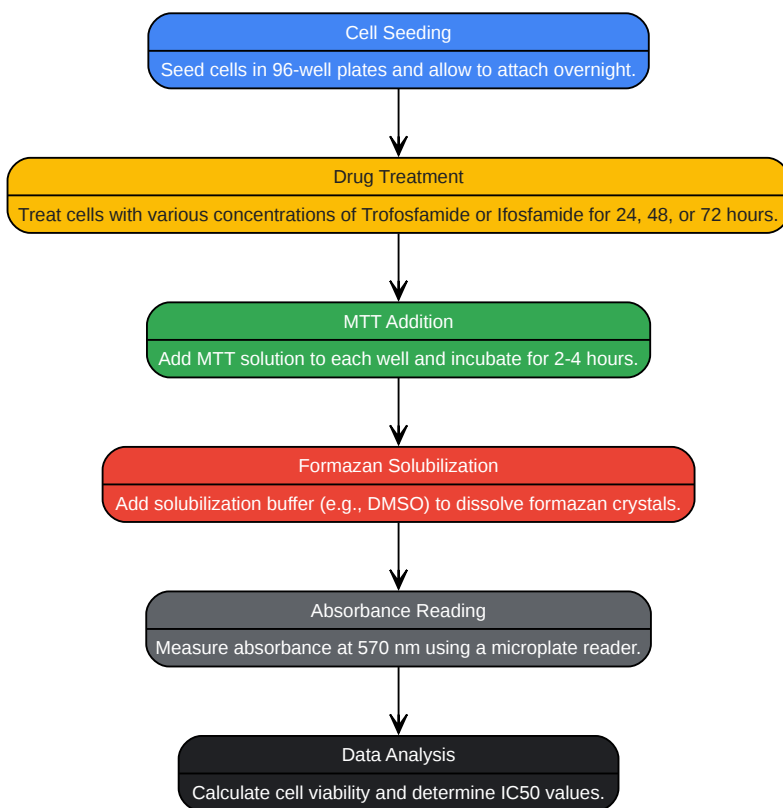 Cell Seeding
Seed cells in 96-well plates and allow to attach overnight.
Drug Treatment
Treat cells with various concentrations of Trofosfamide or Ifosfamide for 24, 48, or 72 hours.
MTT Addition
Add MTT solution to each well and incubate for 2-4 hours.
Formazan Solubilization
Add solubilization buffer (e.g., DMSO) to dissolve formazan crystals.
Absorbance Reading
Measure absorbance at 570 nm using a microplate reader.
Data Analysis
Calculate cell viability and determine IC50 values.